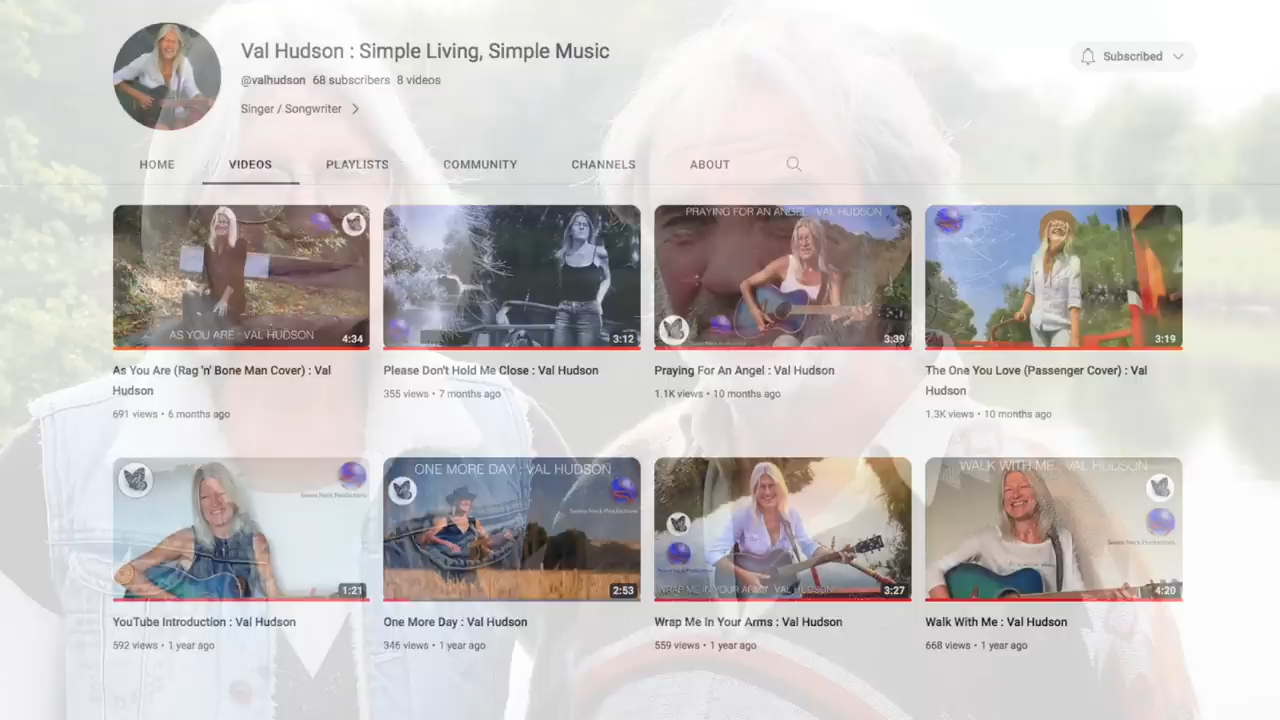 Val Hudson : Simple Living, Simple Music
@valhudson 68 subscribers 8 videos
Singer / Songwriter
Subscribed
HOME VIDEOS PLAYLISTS COMMUNITY CHANNELS ABOUT
AS YOU ARE : VAL HUDSON
4:34
3:12
PRAYING FOR AN ANGEL : VAL HUDSON
3:39
3:19
As You Are (Rag 'n' Bone Man Cover) : Val
Hudson
691 views • 6 months ago
Please Don't Hold Me Close : Val Hudson
355 views • 7 months ago
Praying For An Angel : Val Hudson
1.1K views • 10 months ago
The One You Love (Passenger Cover) : Val
Hudson
1.3K views • 10 months ago
1:21
ONE MORE DAY : VAL HUDSON
2:53
WRAP ME IN YOUR ARMS : VAL HUDSON
3:27
WALK WITH ME : VAL HUDSON
4:20
YouTube Introduction : Val Hudson
592 views • 1 year ago
One More Day : Val Hudson
346 views • 1 year ago
Wrap Me In Your Arms : Val Hudson
559 views • 1 year ago
Walk With Me : Val Hudson
668 views • 1 year ago